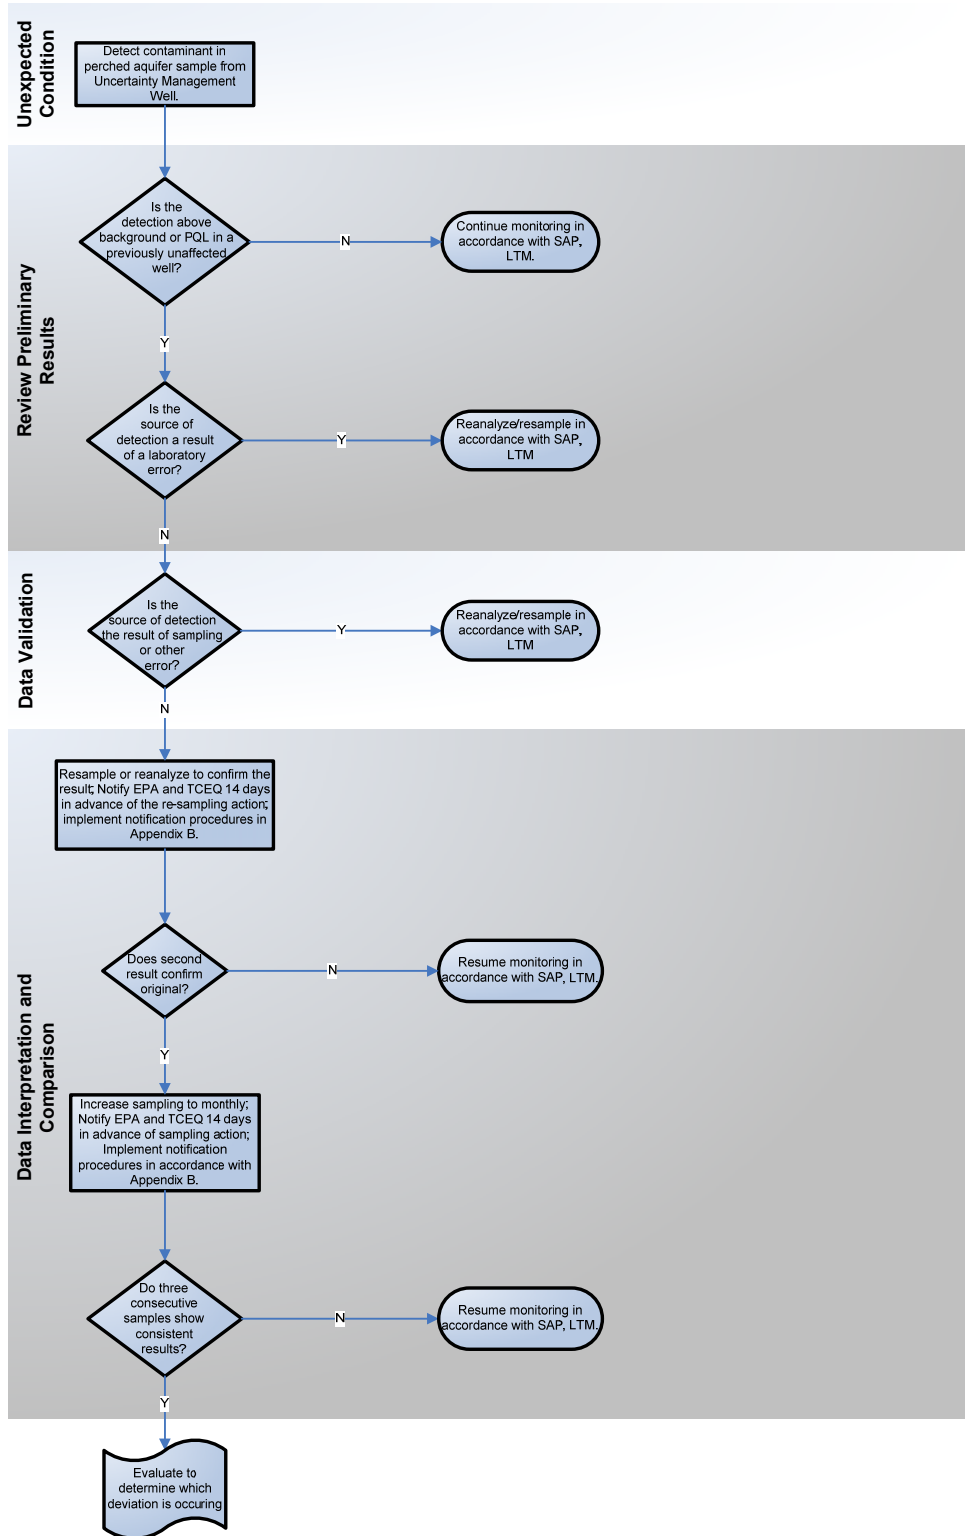 Unexpected
Condition
Detect contaminant in
perched aquifer sample from
Uncertainty Management
Well.
Review Preliminary
Results
Is the
detection above
background or PQL in a
previously unaffected
well?
N
Continue monitoring in
accordance with SAP,
LTM.
Y
Is the
source of
detection a result
of a laboratory
error?
Y
Reanalyze/resample in
accordance with SAP,
LTM
N
Data Validation
Is the
source of detection
the result of sampling
or other
error?
Y
Reanalyze/resample in
accordance with SAP,
LTM
N
Data Interpretation and
Comparison
Resample or reanalyze to confirm the
result; Notify EPA and TCEQ 14 days
in advance of the re-sampling action;
implement notification procedures in
Appendix B.
Does second
result confirm
original?
N
Resume monitoring in
accordance with SAP, LTM.
Y
Increase sampling to monthly;
Notify EPA and TCEQ 14 days
in advance of sampling action;
Implement notification
procedures in accordance with
Appendix B.
Do three
consecutive
samples show
consistent
results?
N
Resume monitoring in
accordance with SAP, LTM.
Y
Evaluate to
determine which
deviation is occuring